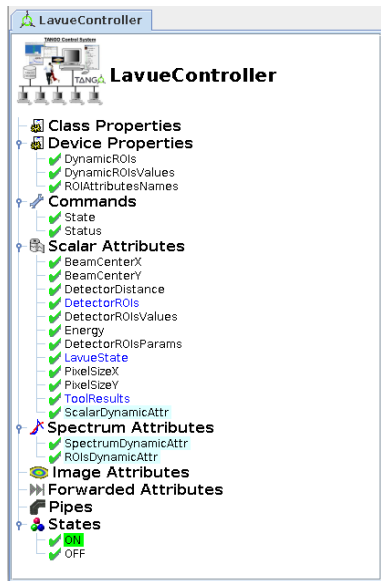 LavueController
TANGO Control System
TANGO
LavueController
Class Properties
Device Properties
DynamicROIs
DynamicROIsValues
ROIAttributesNames
Commands
State
Status
Scalar Attributes
BeamCenterX
BeamCenterY
DetectorDistance
DetectorROIs
DetectorROIsValues
Energy
DetectorROIsParams
LavueState
PixelSizeX
PixelSizeY
ToolResults
ScalarDynamicAttr
Spectrum Attributes
SpectrumDynamicAttr
ROIsDynamicAttr
Image Attributes
Forwarded Attributes
Pipes
States
ON
OFF